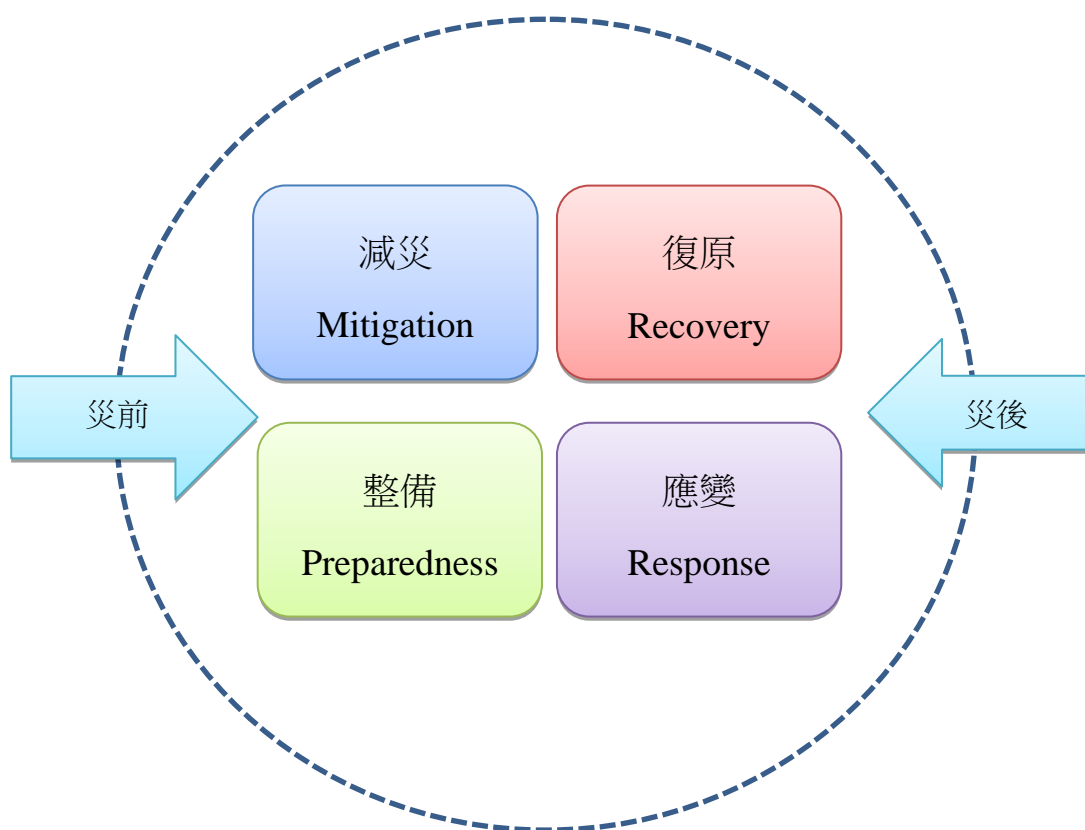 減災
Mitigation
復原
Recovery
災前
災後
整備
Preparedness
應變
Response